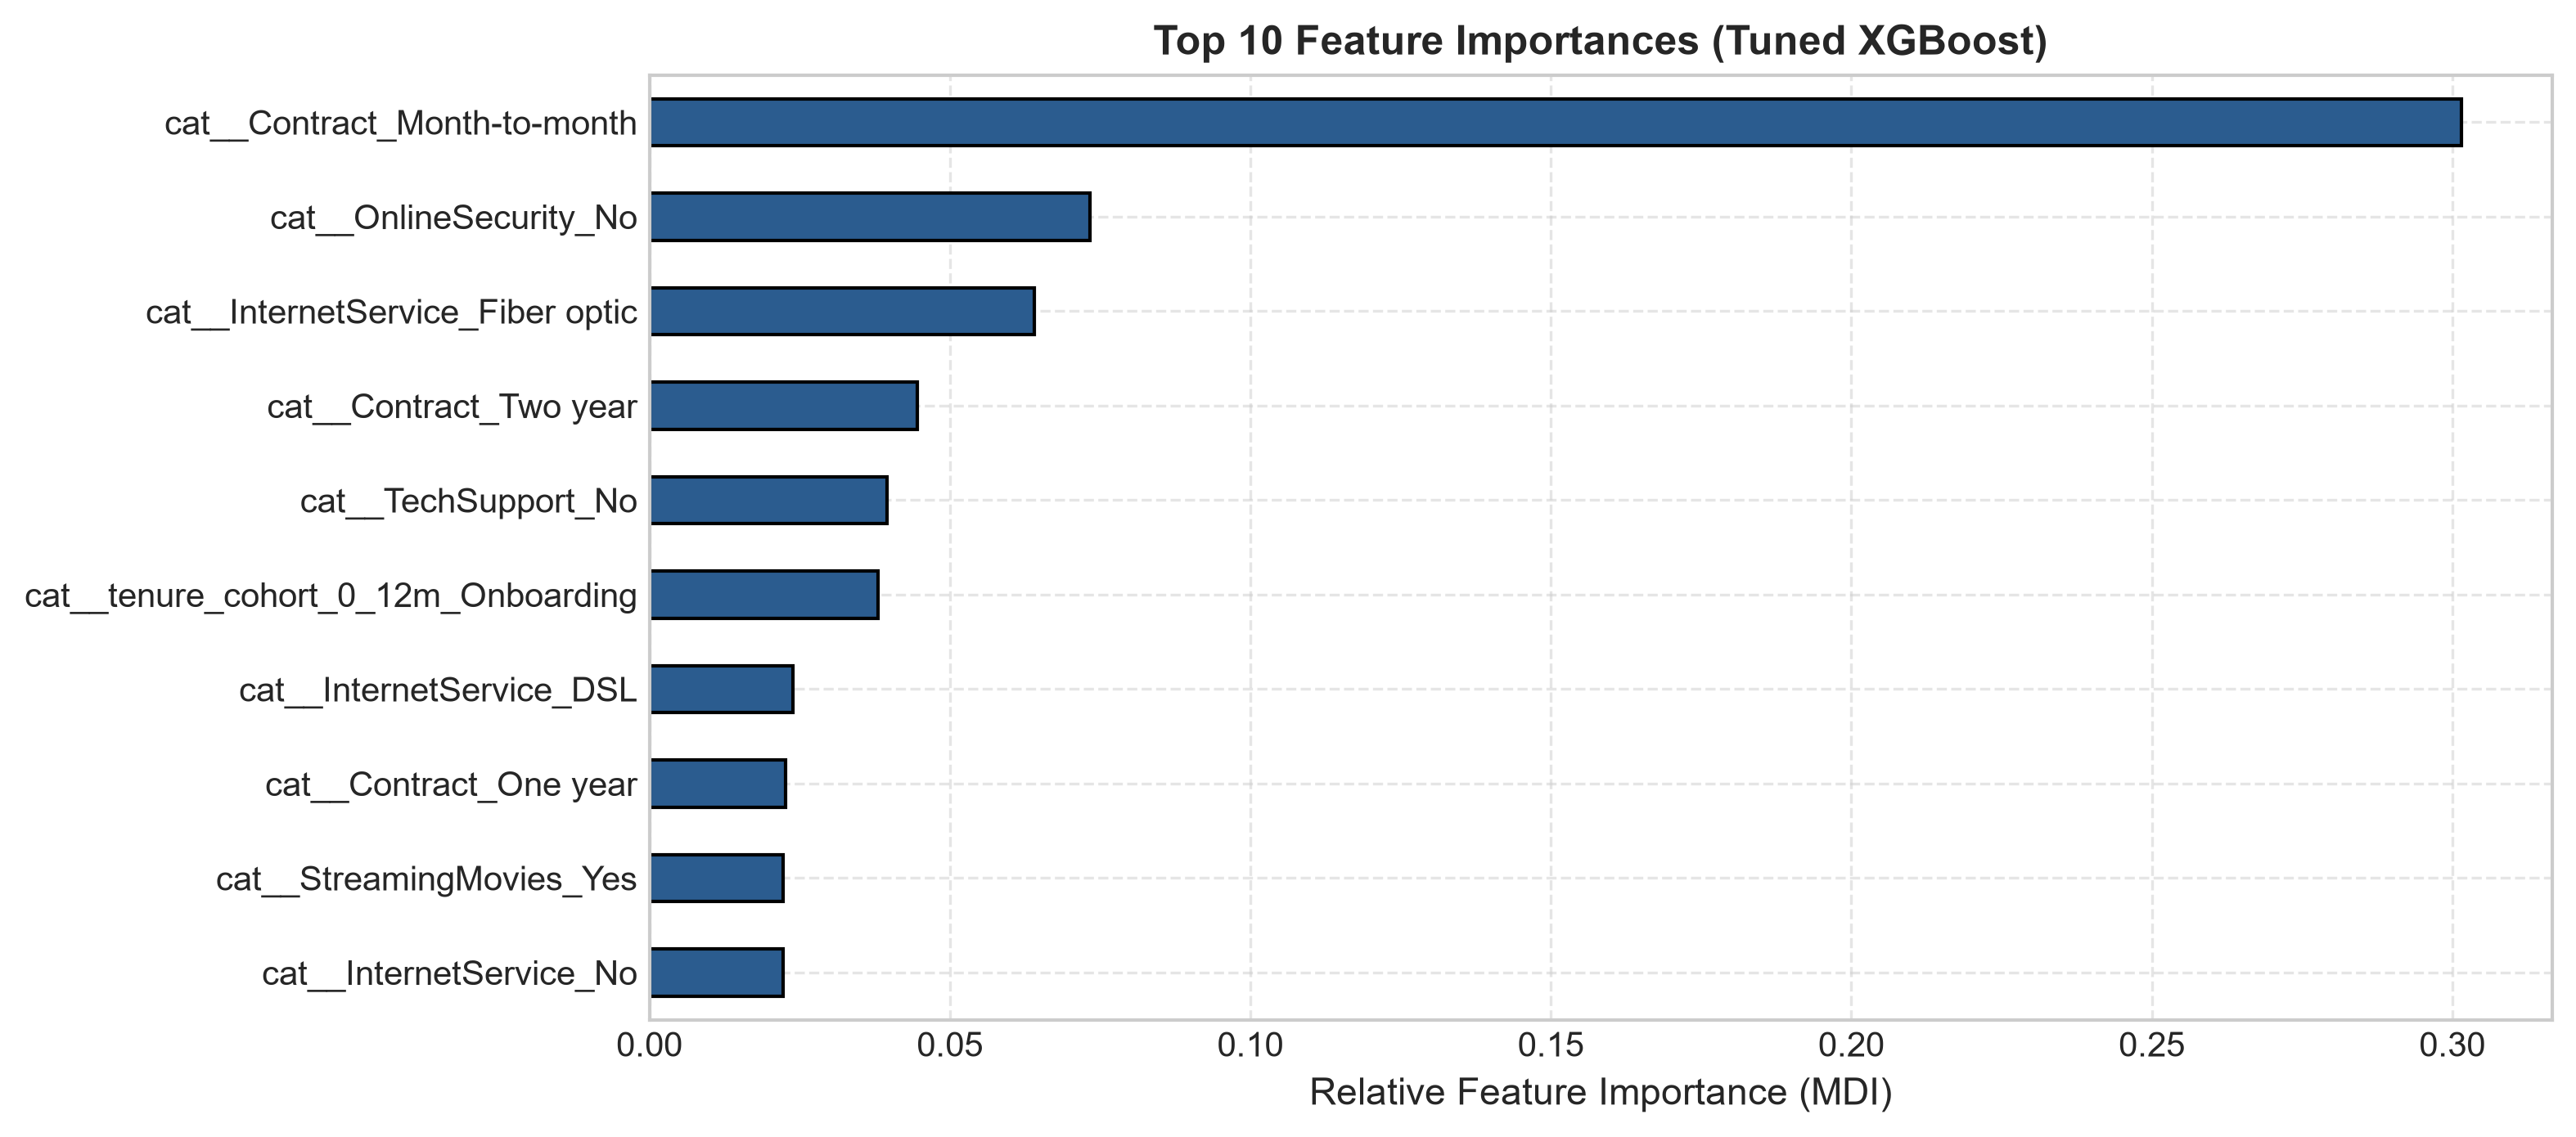 Top 10 Feature Importances (Tuned XGBoost)
cat__Contract_Month-to-month
cat__OnlineSecurity_No
cat__InternetService_Fiber optic
cat__Contract_Two year
cat__TechSupport_No
cat__tenure_cohort_0_12m_Onboarding
cat__InternetService_DSL
cat__Contract_One year
cat__StreamingMovies_Yes
cat__InternetService_No
0.00 0.05 0.10 0.15 0.20 0.25 0.30
Relative Feature Importance (MDI)